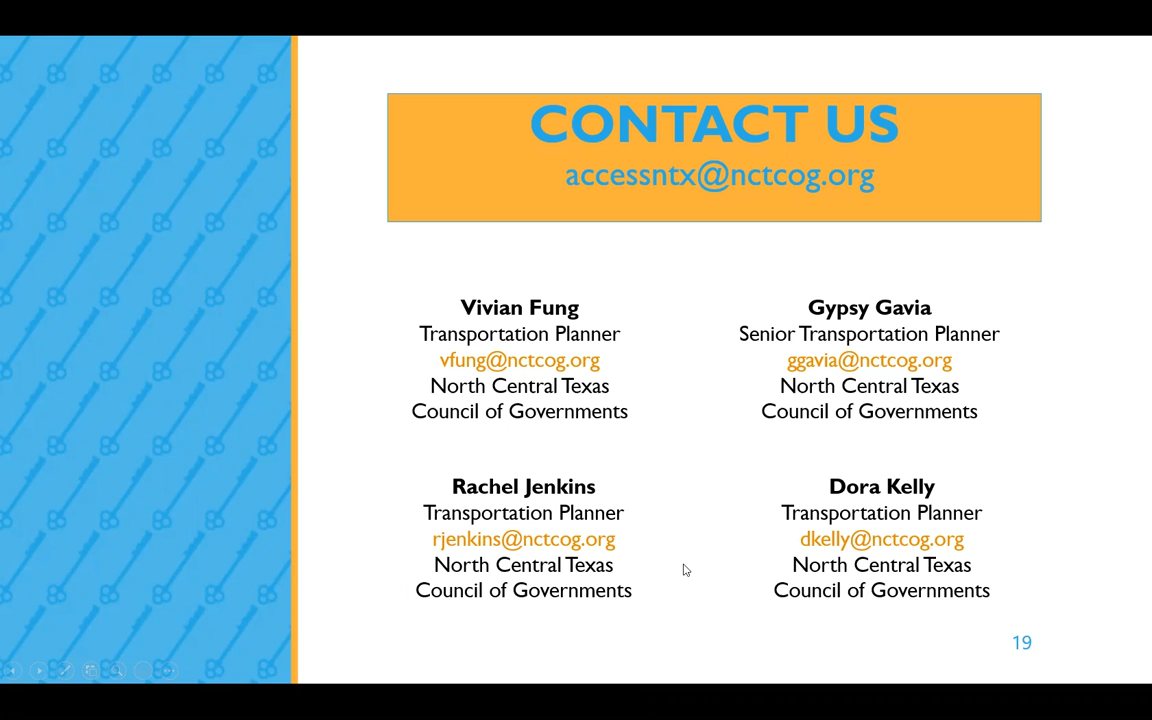 CONTACT US
accessntx@nctcog.org
Vivian Fung
Transportation Planner
vfung@nctcog.org
North Central Texas
Council of Governments
Gypsy Gavia
Senior Transportation Planner
ggavia@nctcog.org
North Central Texas
Council of Governments
Rachel Jenkins
Transportation Planner
rjenkins@nctcog.org
North Central Texas
Council of Governments
Dora Kelly
Transportation Planner
dkelly@nctcog.org
North Central Texas
Council of Governments
19